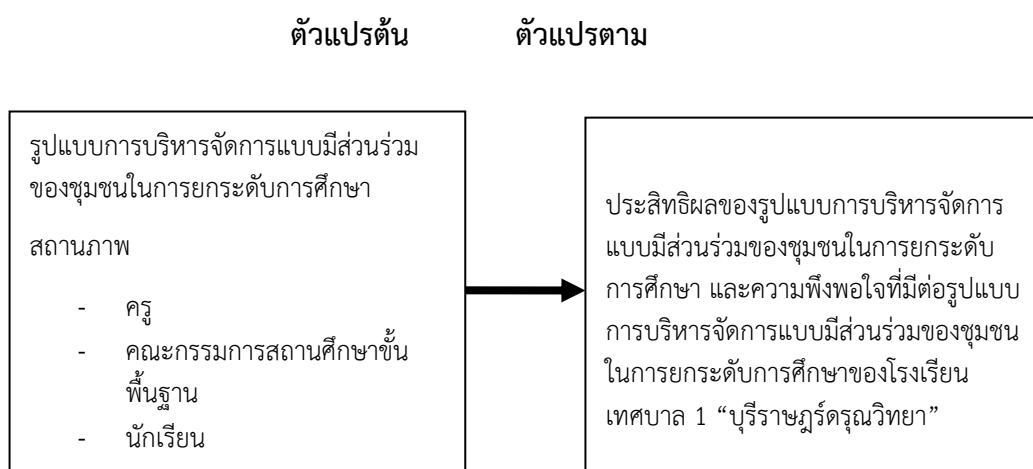 ตัวแปรต้น ตัวแปรตาม
รูปแบบการบริหารจัดการแบบมีส่วนร่วม
ของชุมชนในการยกระดับการศึกษา
สถานภาพ
- ครู
- คณะกรรมการสถานศึกษาขั้น
พื้นฐาน
- นักเรียน
ประสิทธิผลของรูปแบบการบริหารจัดการ
แบบมีส่วนร่วมของชุมชนในการยกระดับ
การศึกษา และความพึงพอใจที่มีต่อรูปแบบ
การบริหารจัดการแบบมีส่วนร่วมของชุมชน
ในการยกระดับการศึกษาของโรงเรียน
เทศบาล 1 “บุรีราษฎร์ดรุณวิทยา”